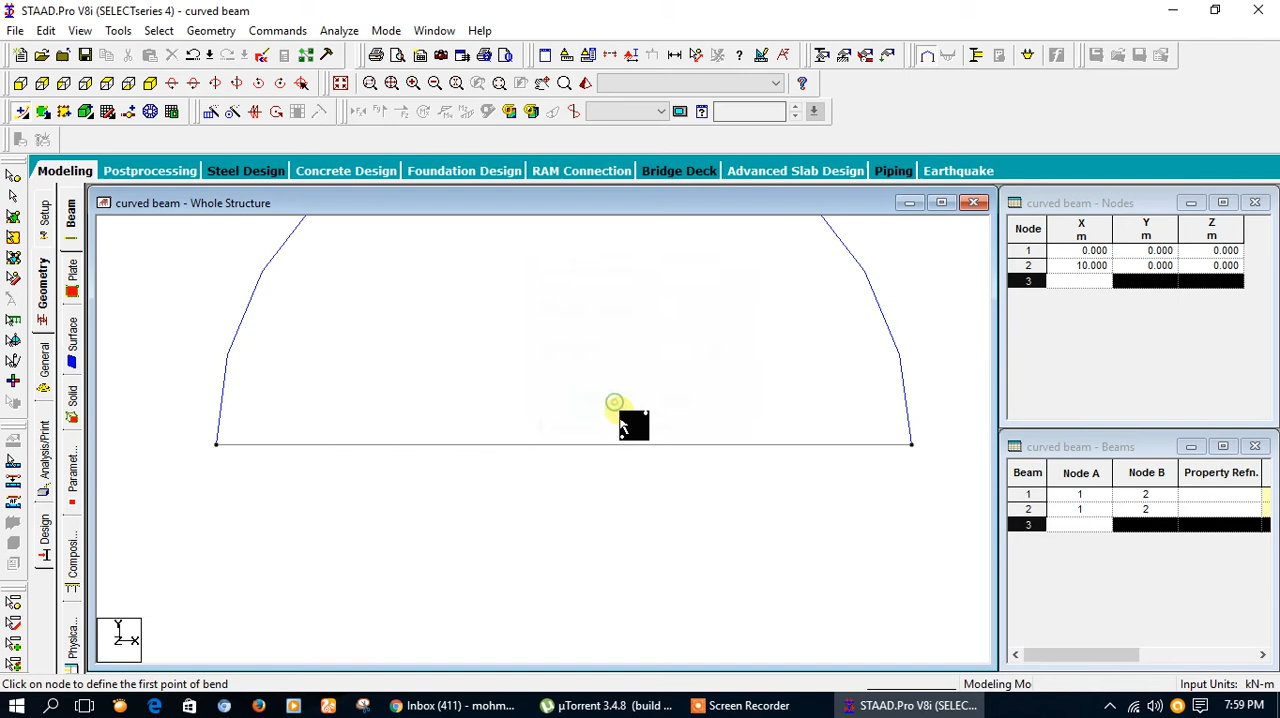 STAAD.Pro V8i (SELECTseries 4) - curved beam
File Edit View Tools Select Geometry Commands Analyze Mode Window Help
Modeling Postprocessing Steel Design Concrete Design Foundation Design RAM Connection Bridge Deck Advanced Slab Design Piping Earthquake
Setup
Geometry
General
Analysis/Print
Design
Beam
Plate
Surface
Solid
Paramet...
Composi...
Physica...
curved beam - Whole Structure
Y
Z X
curved beam - Nodes
Node X m Y m Z m
1 0.000 0.000 0.000
2 10.000 0.000 0.000
3
curved beam - Beams
Beam Node A Node B Property Refn.
1 1 2
2 1 2
3
Click on node to define the first point of bend
Modeling Mo
Input Units: kN-m
Inbox (411) - mohm...
µTorrent 3.4.8 (build ...
Screen Recorder
STAAD.Pro V8i (SELEC...
7:59 PM